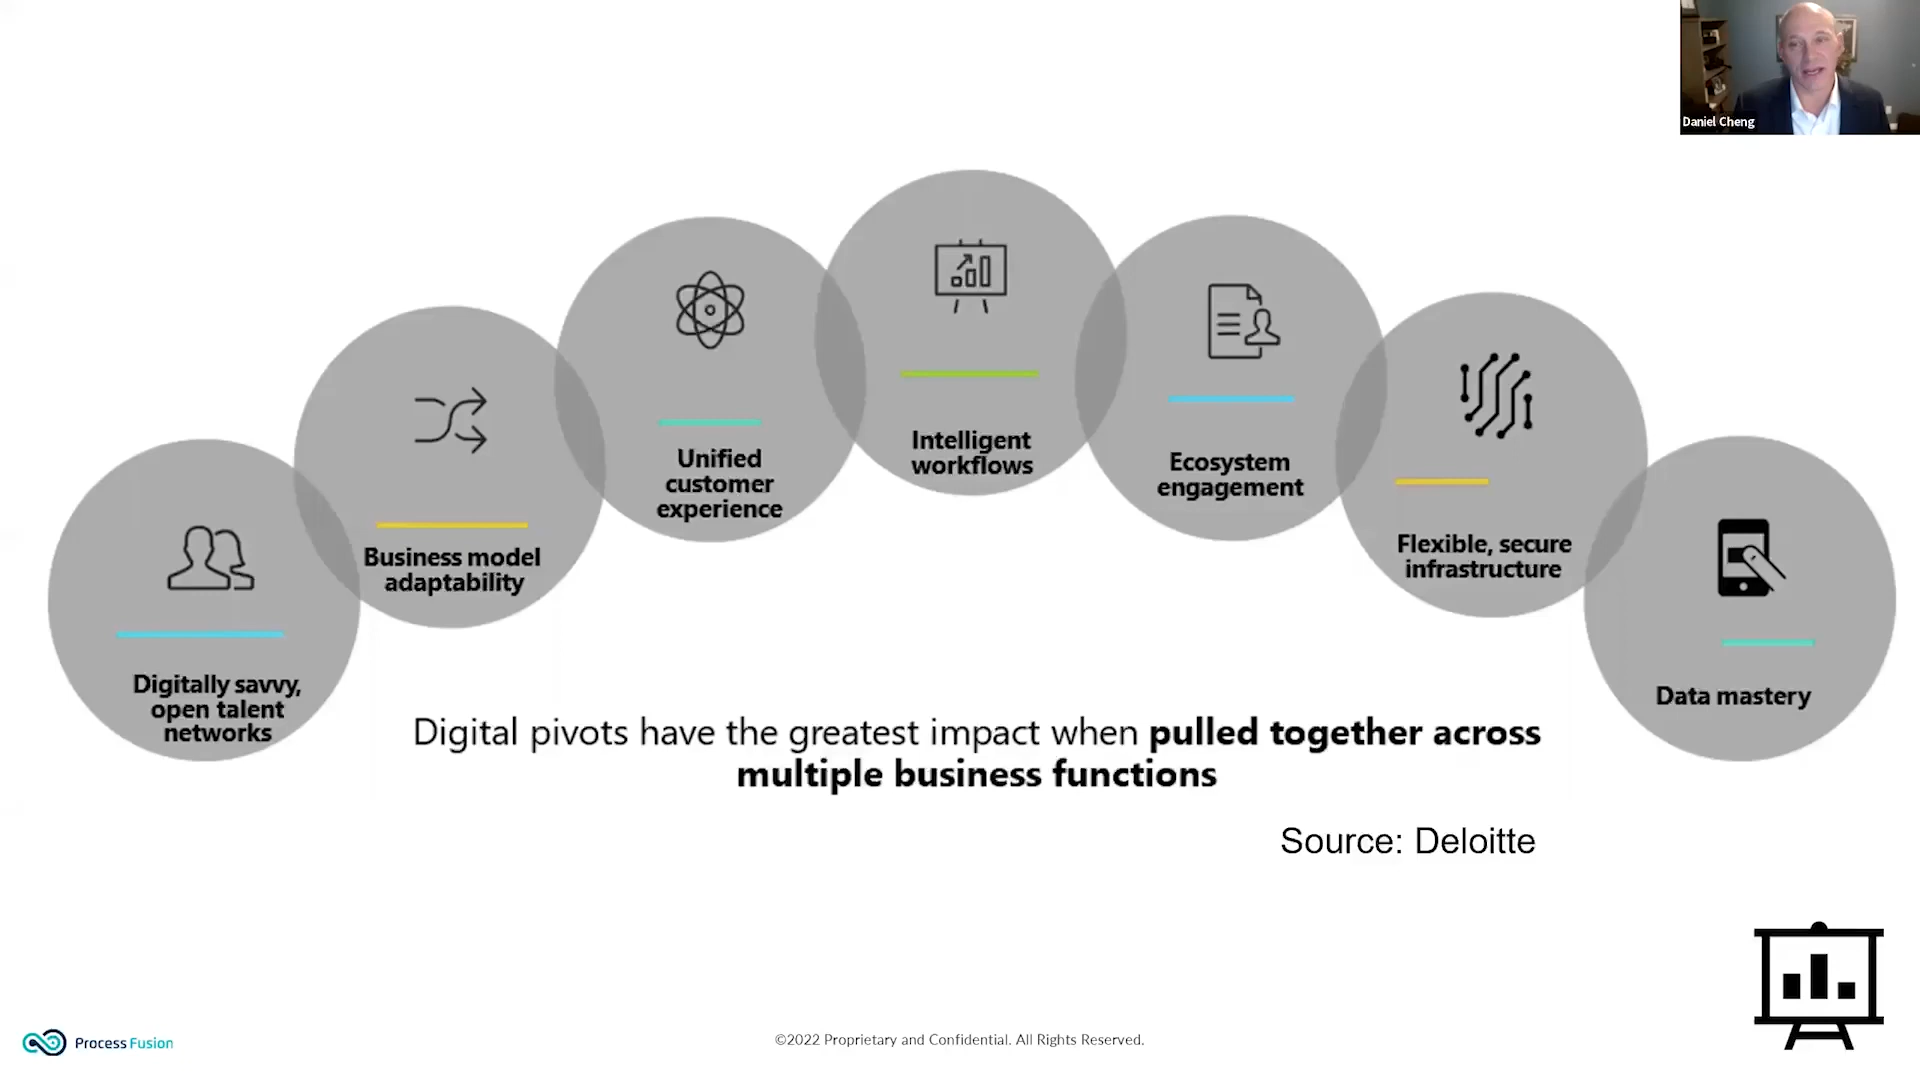 Daniel Cheng
Digitally savvy,
open talent
networks
Business model
adaptability
Unified
customer
experience
Intelligent
workflows
Ecosystem
engagement
Flexible, secure
infrastructure
Data mastery
Digital pivots have the greatest impact when pulled together across
multiple business functions
Source: Deloitte
Process Fusion
©2022 Proprietary and Confidential. All Rights Reserved.